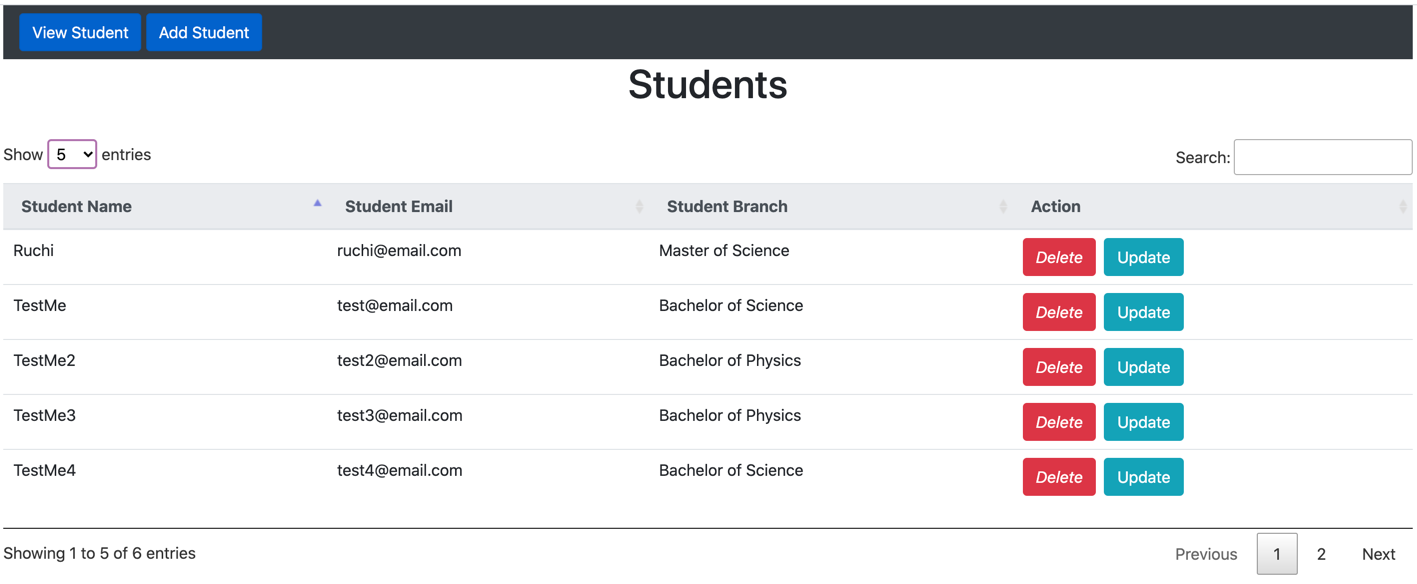 View Student Add Student
Students
Show 5 entries Search:
Student Name Student Email Student Branch Action
Ruchi ruchi@email.com Master of Science Delete Update
TestMe test@email.com Bachelor of Science Delete Update
TestMe2 test2@email.com Bachelor of Physics Delete Update
TestMe3 test3@email.com Bachelor of Physics Delete Update
TestMe4 test4@email.com Bachelor of Science Delete Update
Showing 1 to 5 of 6 entries Previous 1 2 Next